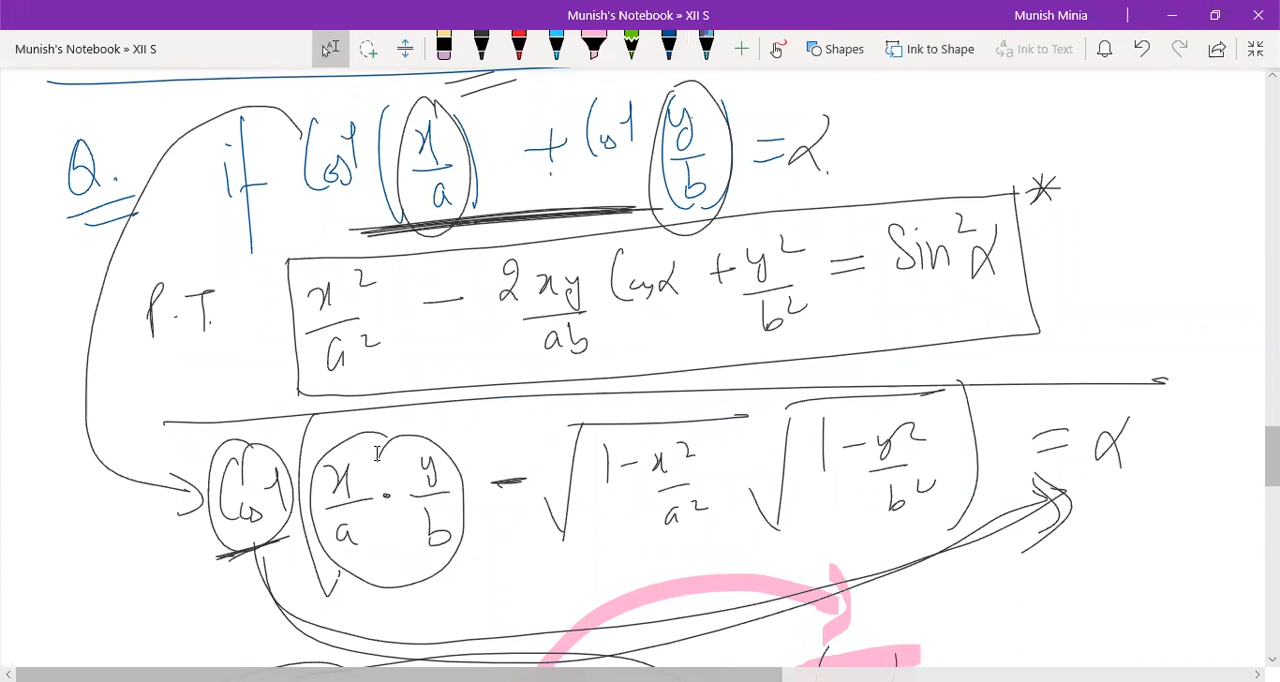 Munish's Notebook » XII S
Munish Minia
Munish's Notebook » XII S
Shapes
Ink to Shape
Ink to Text
Q. if Cos⁻¹(x/a) + Cos⁻¹(y/b) = α
P.T. x²/a² − 2xy/ab Cosα + y²/b² = Sin²α *
Cos⁻¹(x/a · y/b − √(1−x²/a²) √(1−y²/b²)) = α